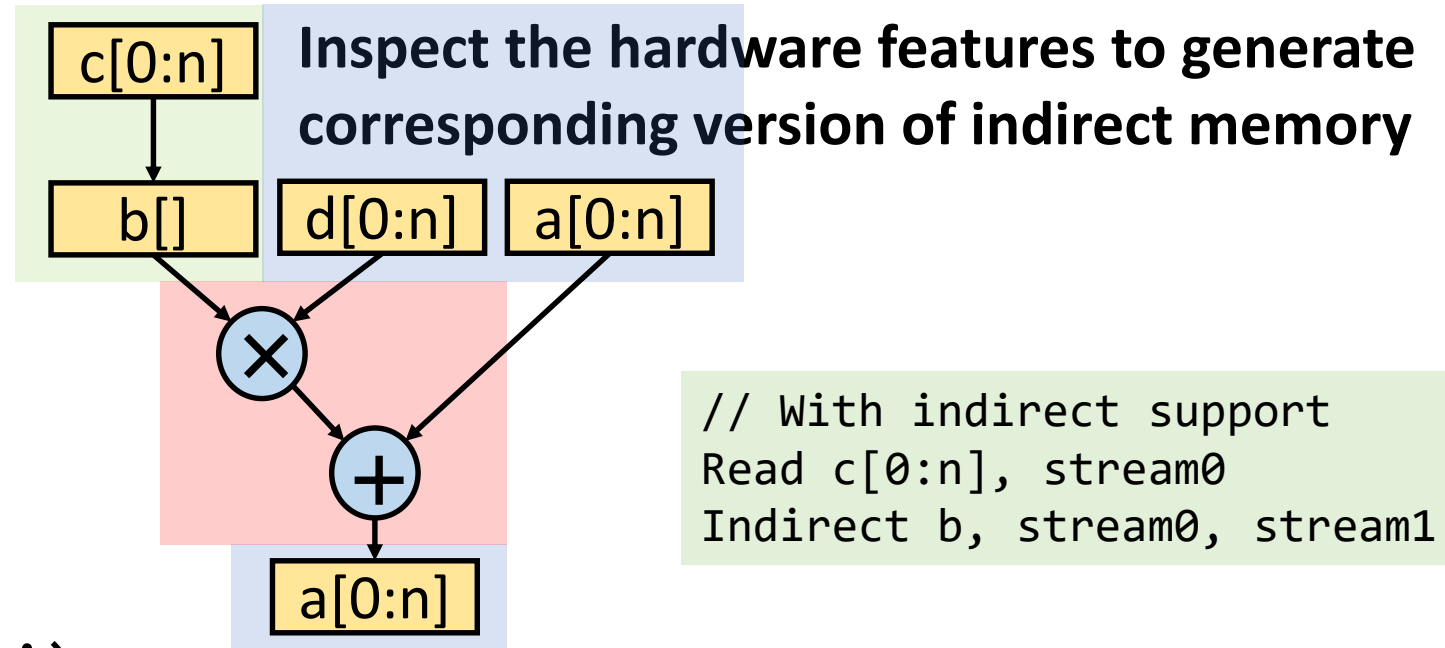 c[0:n]
Inspect the hardware features to generate
corresponding version of indirect memory
b[]
d[0:n]
a[0:n]
×
+
// With indirect support
Read c[0:n], stream0
Indirect b, stream0, stream1
a[0:n]